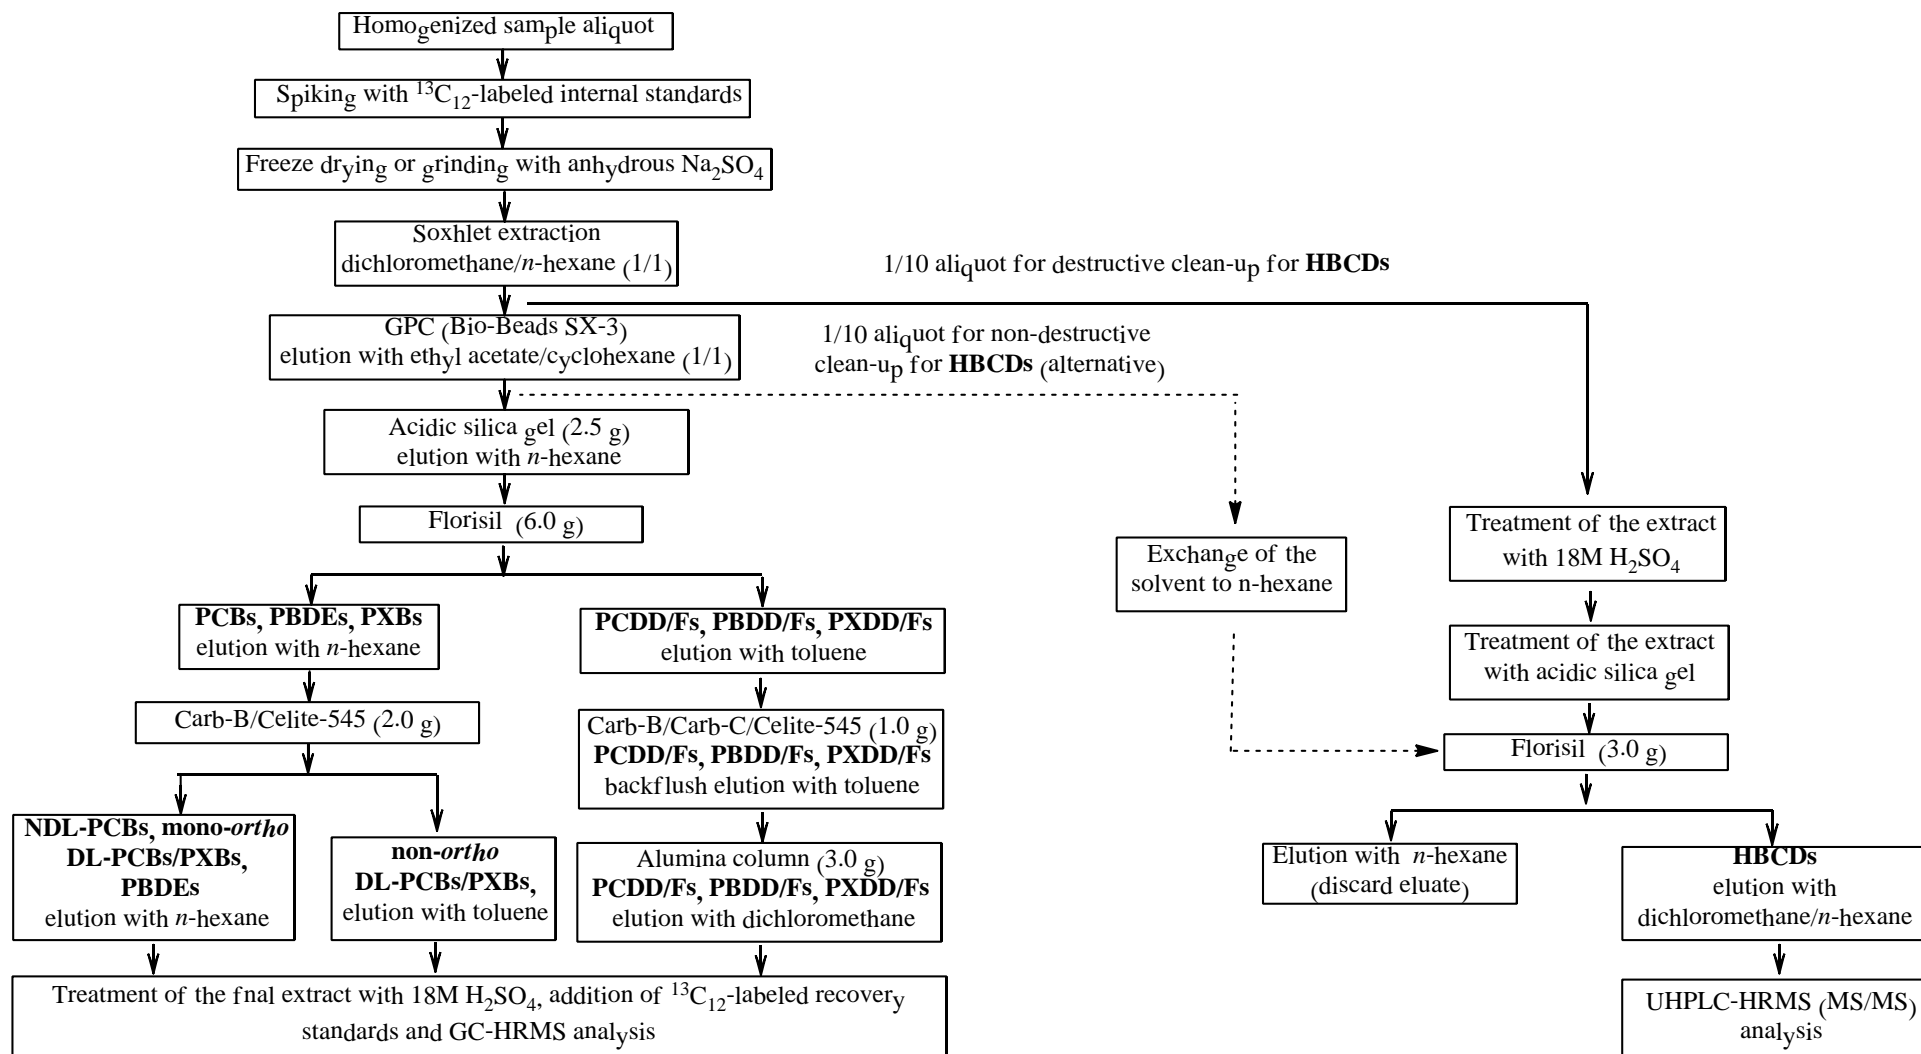 Homogenized sample aliquot
Spiking with ¹³C₁₂-labeled internal standards
Freeze drying or grinding with anhydrous Na₂SO₄
Soxhlet extraction
dichloromethane/n-hexane (1/1)
1/10 aliquot for destructive clean-up for HBCDs
GPC (Bio-Beads SX-3)
elution with ethyl acetate/cyclohexane (1/1)
1/10 aliquot for non-destructive
clean-up for HBCDs (alternative)
Acidic silica gel (2.5 g)
elution with n-hexane
Florisil (6.0 g)
PCBs, PBDEs, PXBs
elution with n-hexane
PCDD/Fs, PBDD/Fs, PXDD/Fs
elution with toluene
Carb-B/Celite-545 (2.0 g)
Carb-B/Carb-C/Celite-545 (1.0 g)
PCDD/Fs, PBDD/Fs, PXDD/Fs
backflush elution with toluene
NDL-PCBs, mono-ortho
DL-PCBs/PXBs,
PBDEs
elution with n-hexane
non-ortho
DL-PCBs/PXBs,
elution with toluene
Alumina column (3.0 g)
PCDD/Fs, PBDD/Fs, PXDD/Fs
elution with dichloromethane
Treatment of the fnal extract with 18M H₂SO₄, addition of ¹³C₁₂-labeled recovery
standards and GC-HRMS analysis
Exchange of the
solvent to n-hexane
Treatment of the extract
with 18M H₂SO₄
Treatment of the extract
with acidic silica gel
Florisil (3.0 g)
Elution with n-hexane
(discard eluate)
HBCDs
elution with
dichloromethane/n-hexane
UHPLC-HRMS (MS/MS)
analysis